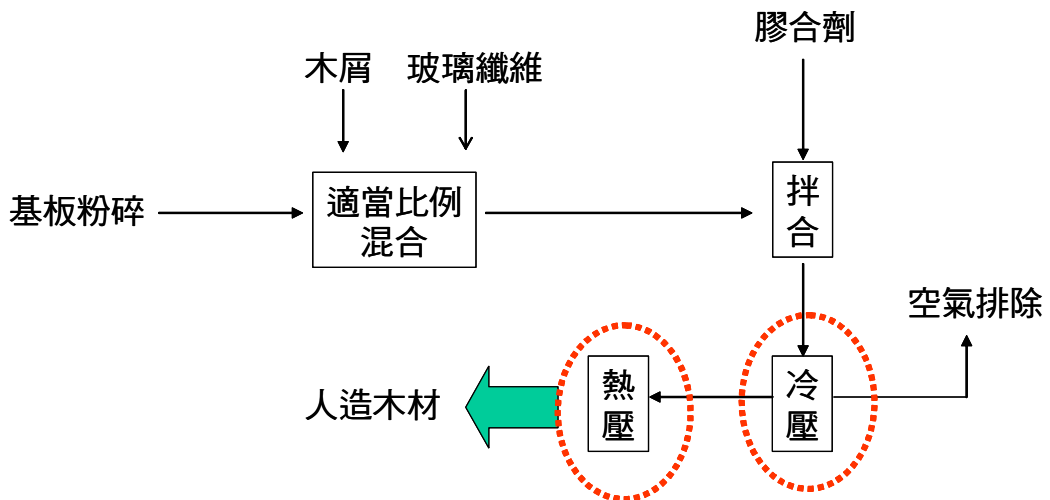 膠合劑
木屑
玻璃纖維
基板粉碎
適當比例
混合
拌
合
空氣排除
人造木材
熱
壓
冷
壓